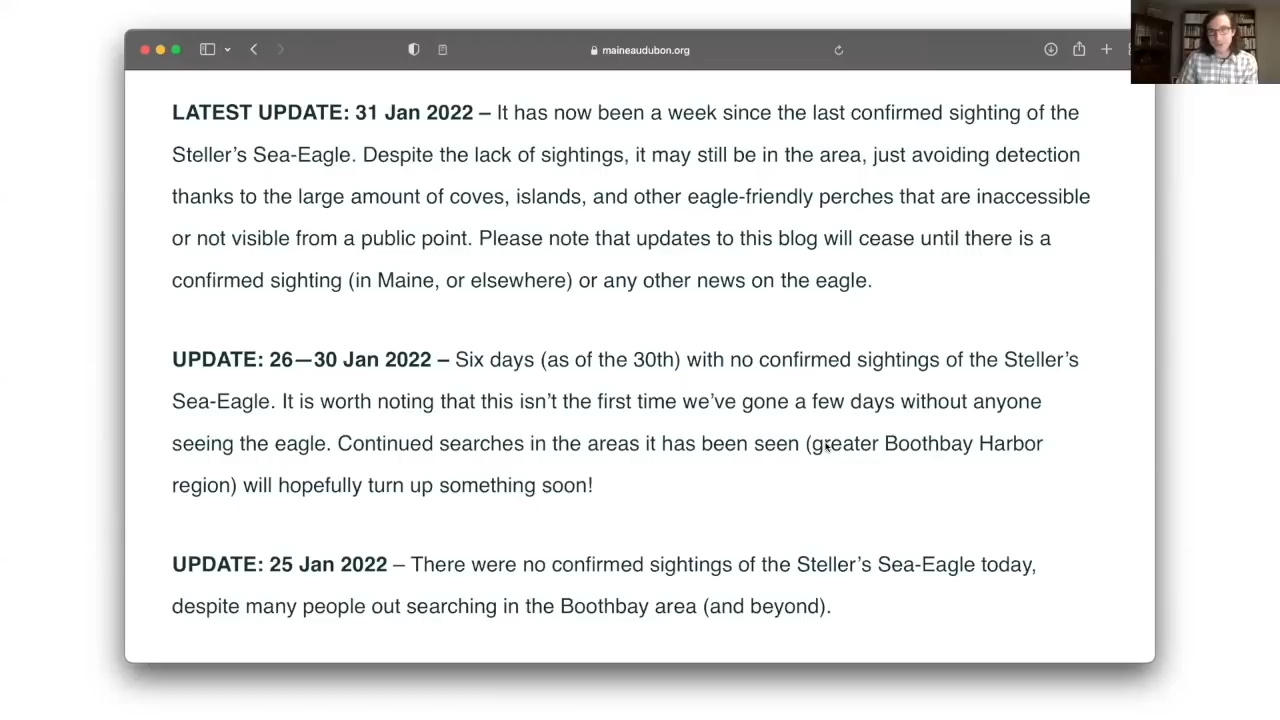 maineaudubon.org
LATEST UPDATE: 31 Jan 2022 – It has now been a week since the last confirmed sighting of the
Steller’s Sea-Eagle. Despite the lack of sightings, it may still be in the area, just avoiding detection
thanks to the large amount of coves, islands, and other eagle-friendly perches that are inaccessible
or not visible from a public point. Please note that updates to this blog will cease until there is a
confirmed sighting (in Maine, or elsewhere) or any other news on the eagle.
UPDATE: 26—30 Jan 2022 – Six days (as of the 30th) with no confirmed sightings of the Steller’s
Sea-Eagle. It is worth noting that this isn’t the first time we’ve gone a few days without anyone
seeing the eagle. Continued searches in the areas it has been seen (greater Boothbay Harbor
region) will hopefully turn up something soon!
UPDATE: 25 Jan 2022 – There were no confirmed sightings of the Steller’s Sea-Eagle today,
despite many people out searching in the Boothbay area (and beyond).